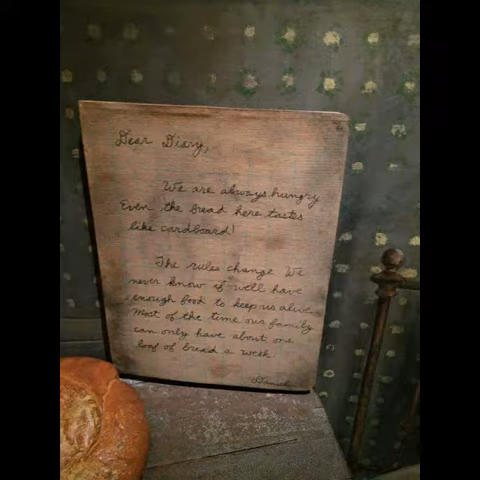 Dear Diary,
We are always hungry
Even the bread here tastes
like cardboard!
The rules change We
never know if we'll have
enough food to keep us alive.
Most of the time our family
can only have about one
loaf of bread a week
Daniel